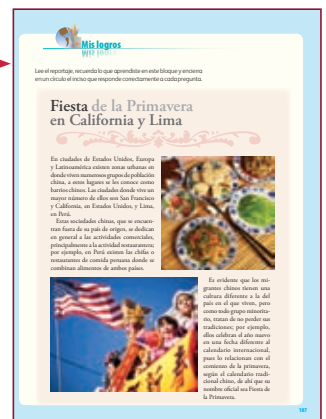 Mis logros
Lee el reportaje, recuerda lo que aprendiste en este bloque y encierra
en un círculo el inciso que responde correctamente a cada pregunta.
Fiesta de la Primavera
en California y Lima
En ciudades de Estados Unidos, Europa
y Latinoamérica existen zonas urbanas en
donde viven numerosos grupos de población
china, a estos lugares se les conoce como
barrios chinos. Las ciudades donde vive un
mayor número de ellos son San Francisco
y California, en Estados Unidos, y Lima,
en Perú.
Estas sociedades chinas, que se encuen-
tran fuera de su país de origen, se dedican
en general a las actividades comerciales,
principalmente a la actividad restaurantera;
por ejemplo, en Perú existen las chifas o
restaurantes de comida peruana donde se
combinan alimentos de ambos países.
Es evidente que los mi-
grantes chinos tienen una
cultura diferente a la del
país en el que viven, pero
como todo grupo minorita-
rio, tratan de no perder sus
tradiciones; por ejemplo,
ellos celebran el año nuevo
en una fecha diferente al
calendario internacional,
pues lo relacionan con el
comienzo de la primavera,
según el calendario tradi-
cional chino, de ahí que su
nombre oficial sea Fiesta de
la Primavera.
187